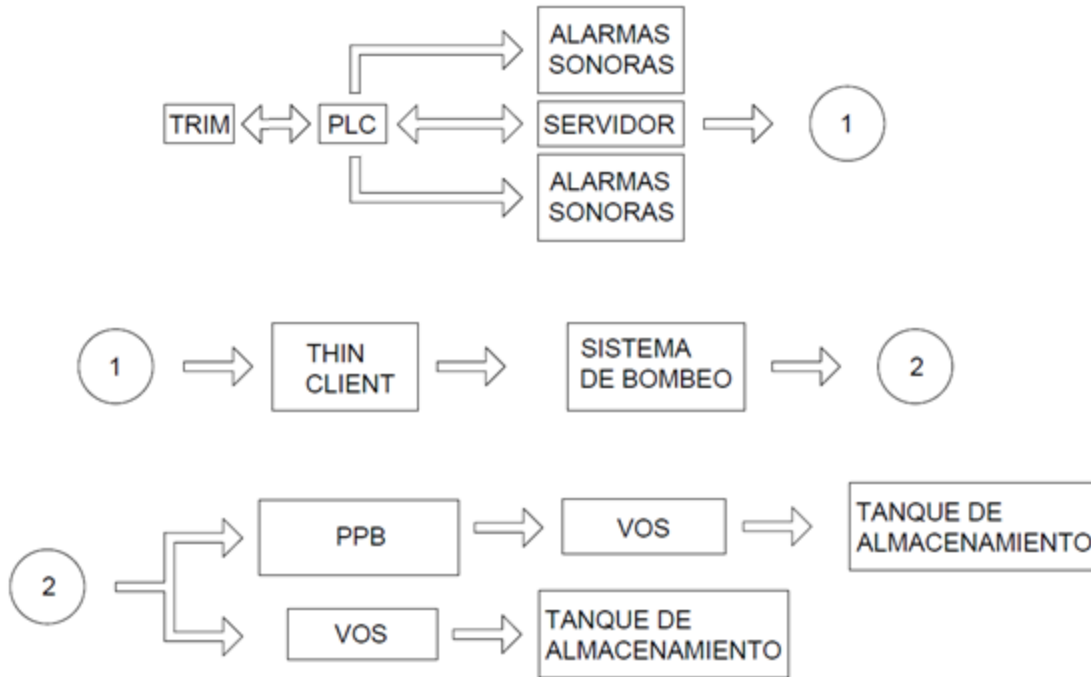 ALARMAS
SONORAS
TRIM
PLC
SERVIDOR
1
ALARMAS
SONORAS
1
THIN
CLIENT
SISTEMA
DE BOMBEO
2
2
PPB
VOS
TANQUE DE
ALMACENAMIENTO
VOS
TANQUE DE
ALMACENAMIENTO